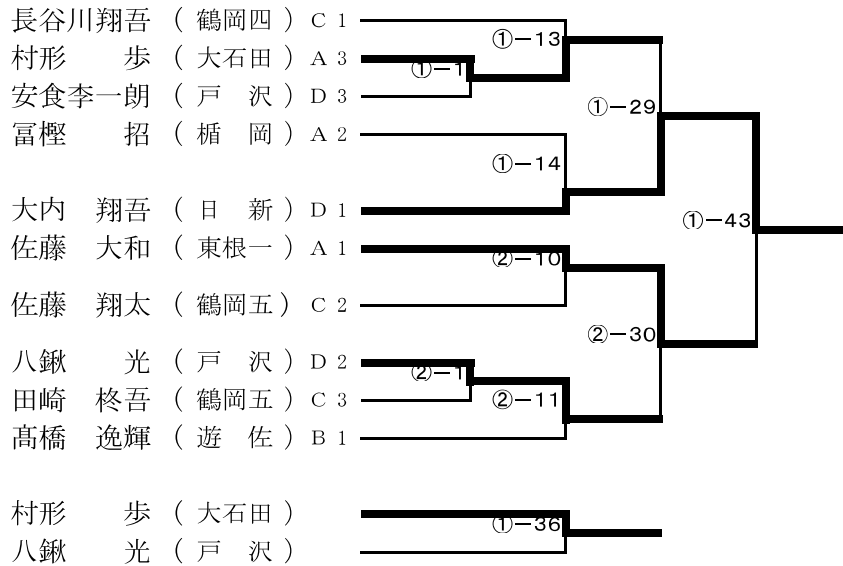 長谷川翔吾（鶴岡四）C 1
①－13
村形　　歩（大石田）A 3
①－1
安食李一朗（戸　沢）D 3
①－29
冨樫　　招（楯　岡）A 2
①－14
大内　翔吾（日　新）D 1
①－43
佐藤　大和（東根一）A 1
②－10
佐藤　翔太（鶴岡五）C 2
②－30
八鍬　　光（戸　沢）D 2
②－1
田崎　柊吾（鶴岡五）C 3
②－11
髙橋　逸輝（遊　佐）B 1
村形　　歩（大石田）
①－36
八鍬　　光（戸　沢）